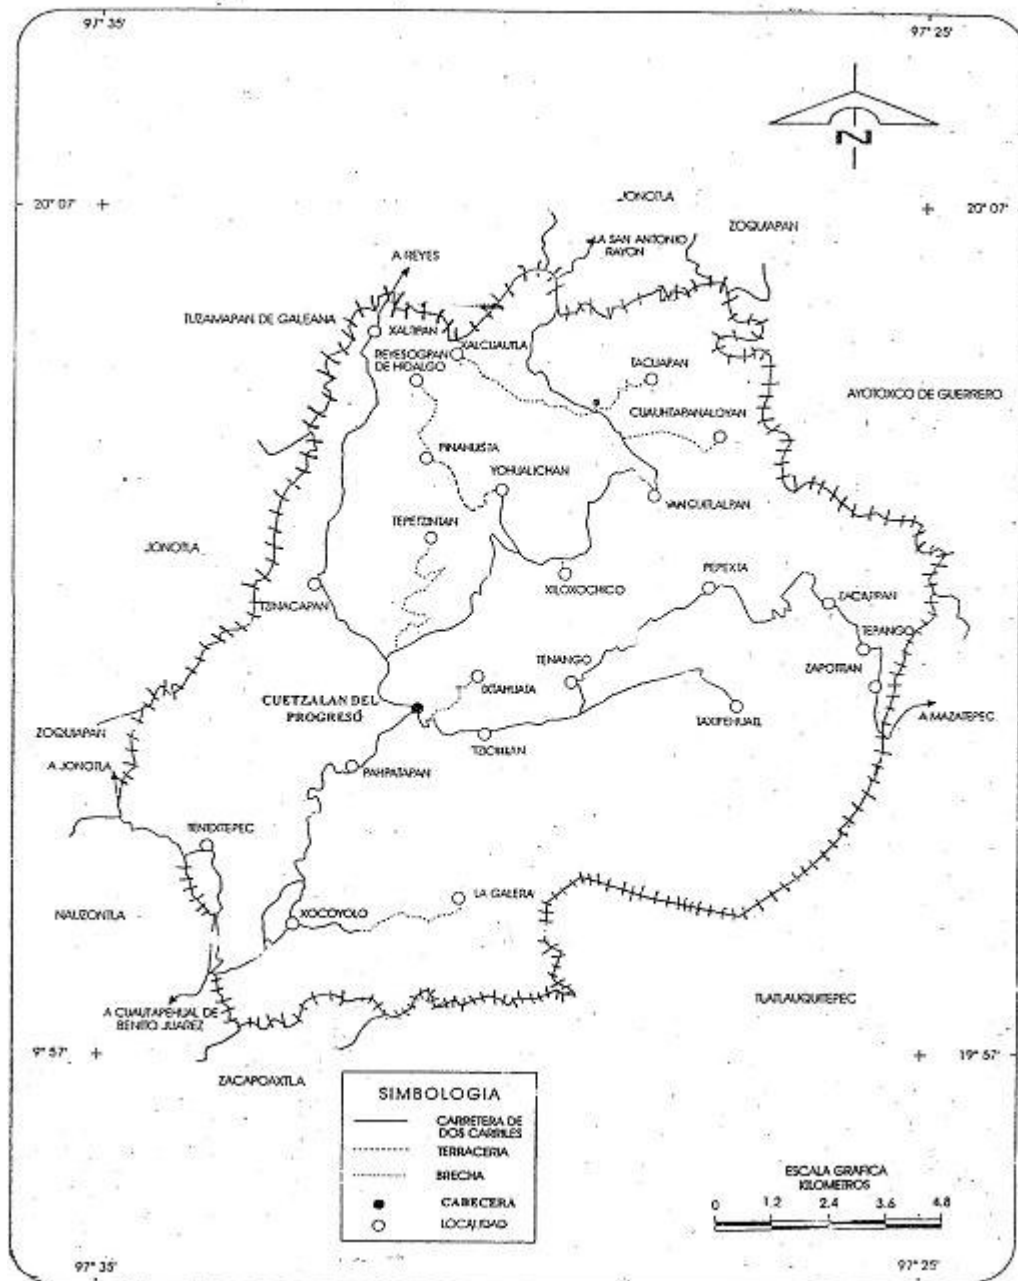 97° 35'
97° 25'
N
20° 07'
20° 07'
JONOTLA
ZOQUIAPAN
LA SAN ANTONIO
RAYON
A REYES
TUZAMAPAN DE GALEANA
XALTIPAN
XALCUAUTLA
REYESOGPAN
DE HIDALGO
TACUAPAN
AYOTOXCO DE GUERRERO
CUAUHTAPANALOYAN
PINAHUISTA
YOHUALICHAN
YANCUITLALPAN
TEPETZINTAN
JONOTLA
XILOXOCHICO
PEPEXTA
TZINACAPAN
ZACATIPAN
TEPANGO
TENANGO
ZAPOTITAN
IXTAHUATA
CUETZALAN DEL
PROGRESO
TAXIPEHUATL
A MAZATEPEC
ZOQUIAPAN
TZICUILAN
A JONOTLA
PAHPATAPAN
TENEXTEPEC
LA GALERA
NAUZONTLA
XOCOYOLO
TLATLAUQUITEPEC
A CUAUTAPEHUAL DE
BENITO JUAREZ
9° 57'
19° 57'
ZACAPOAXTLA
SIMBOLOGIA
CARRETERA DE
DOS CARRILES
TERRACERIA
BRECHA
CABECERA
LOCALIDAD
ESCALA GRAFICA
KILOMETROS
0 1.2 2.4 3.6 4.8
97° 35'
97° 25'